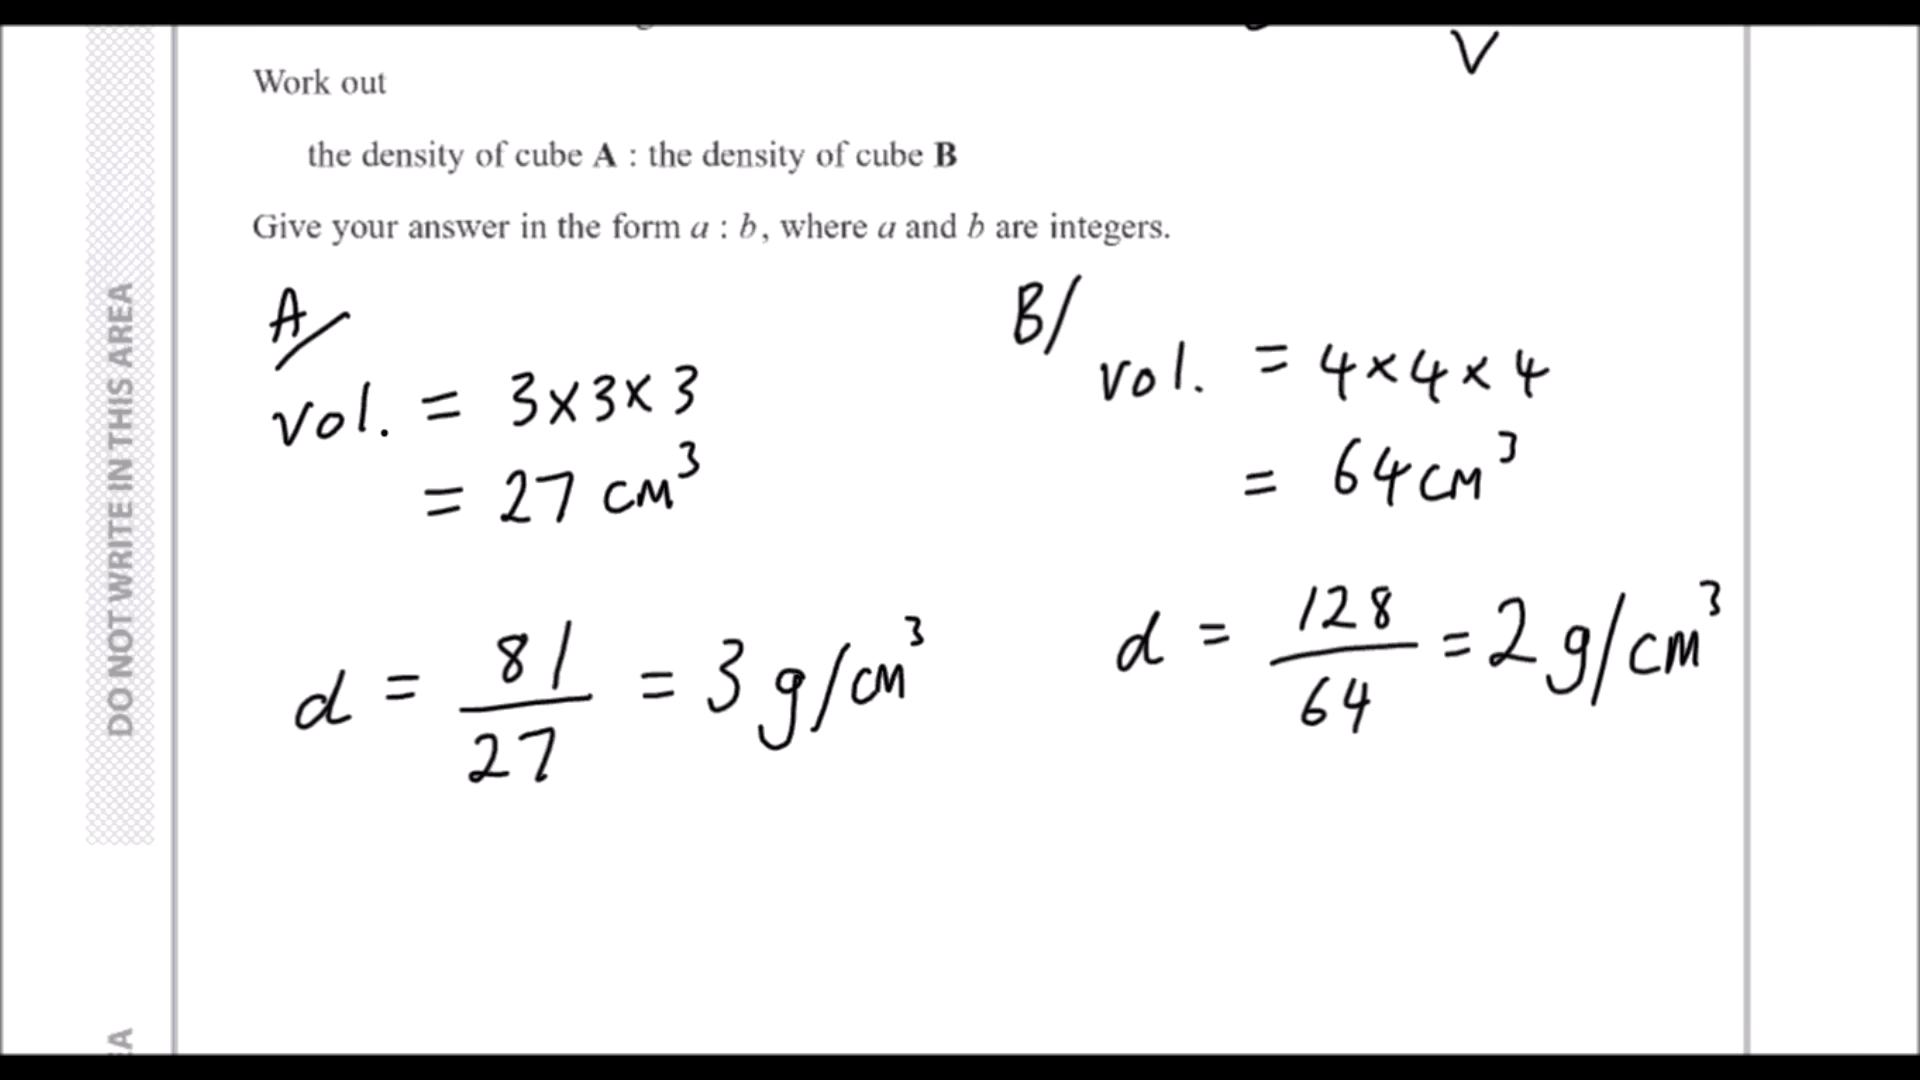 V
Work out
the density of cube A : the density of cube B
Give your answer in the form a : b, where a and b are integers.
A/
vol. = 3×3×3
= 27 cm³
d = 81/27 = 3 g/cm³
B/
vol. = 4×4×4
= 64cm³
d = 128/64 = 2 g/cm³
DO NOT WRITE IN THIS AREA
EA